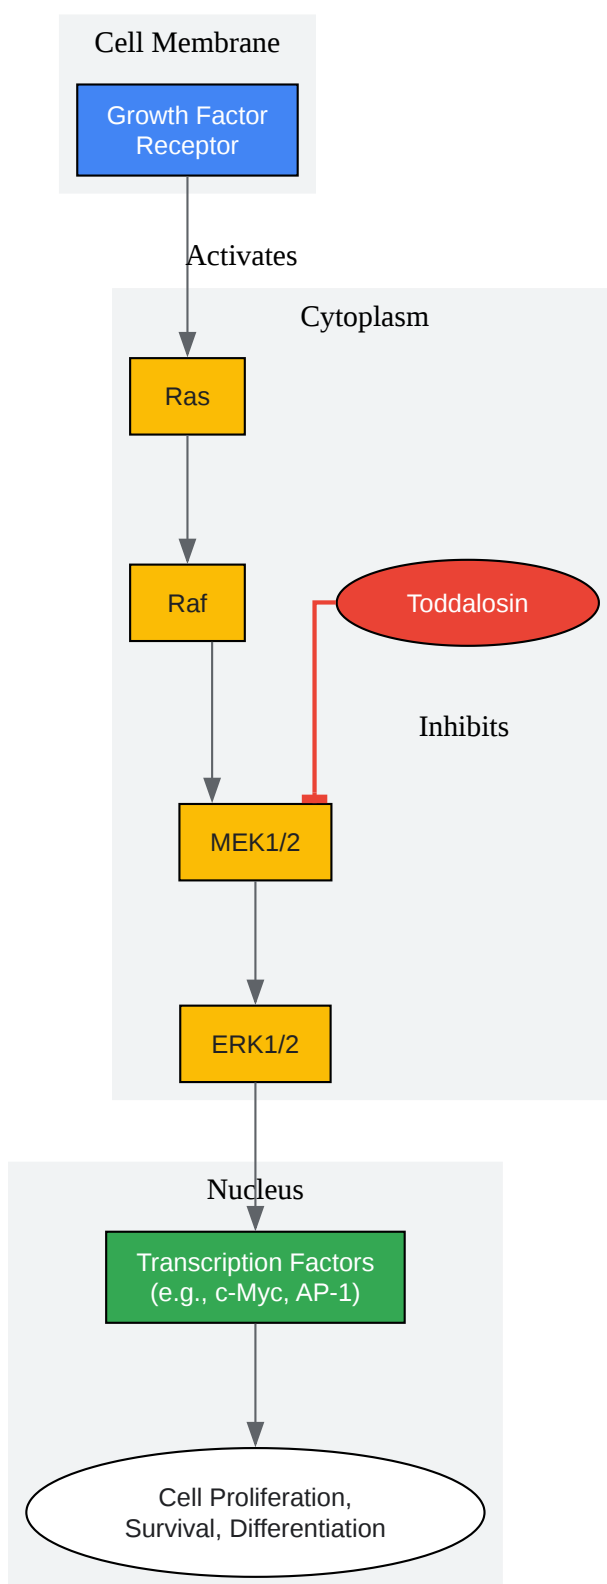 Cell Membrane
Growth Factor
Receptor
Activates
Cytoplasm
Ras
Raf
Toddalosin
Inhibits
MEK1/2
ERK1/2
Nucleus
Transcription Factors
(e.g., c-Myc, AP-1)
Cell Proliferation,
Survival, Differentiation